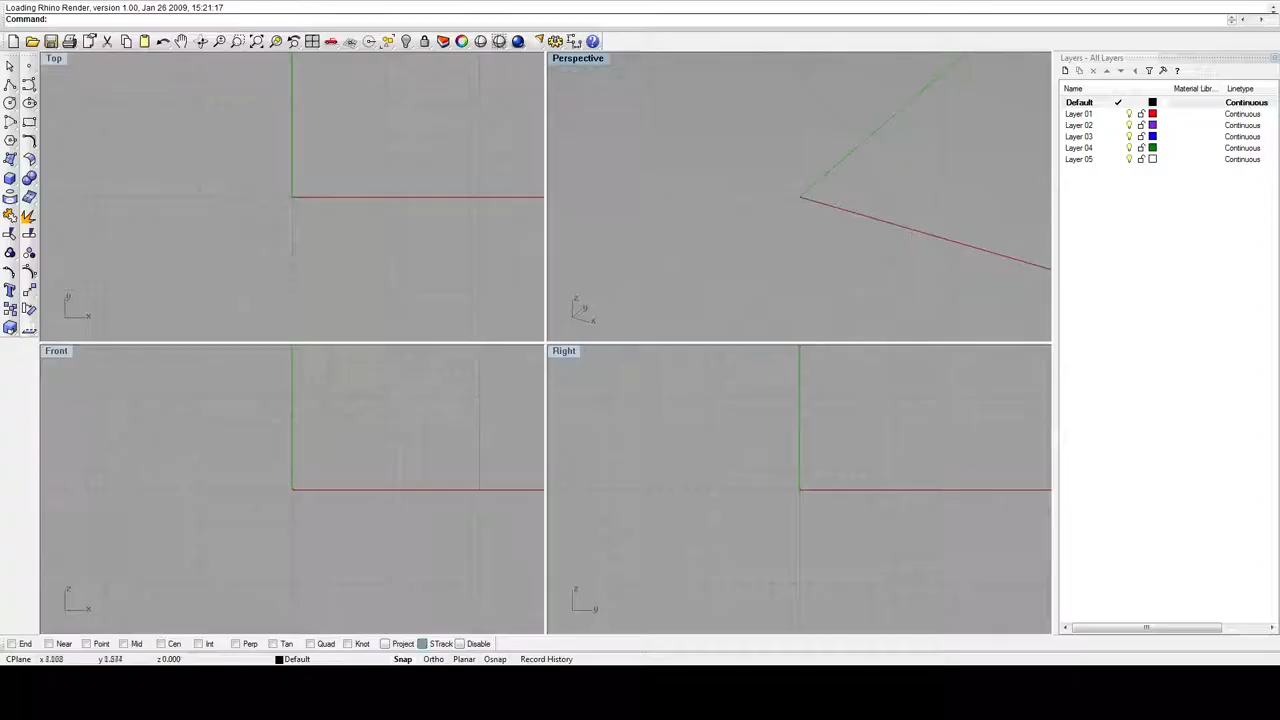 Loading Rhino Render, version 1.00, Jan 26 2009, 15:21:17
Command:
Top
Perspective
Layers - All Layers
Name Material Libr... Linetype
Default Continuous
Layer 01 Continuous
Layer 02 Continuous
Layer 03 Continuous
Layer 04 Continuous
Layer 05 Continuous
y
x
z
y
x
Front
Right
z
x
z
y
End Near Point Mid Cen Int Perp Tan Quad Knot Project STrack Disable
CPlane x y z 0.000 Default Snap Ortho Planar Osnap Record History